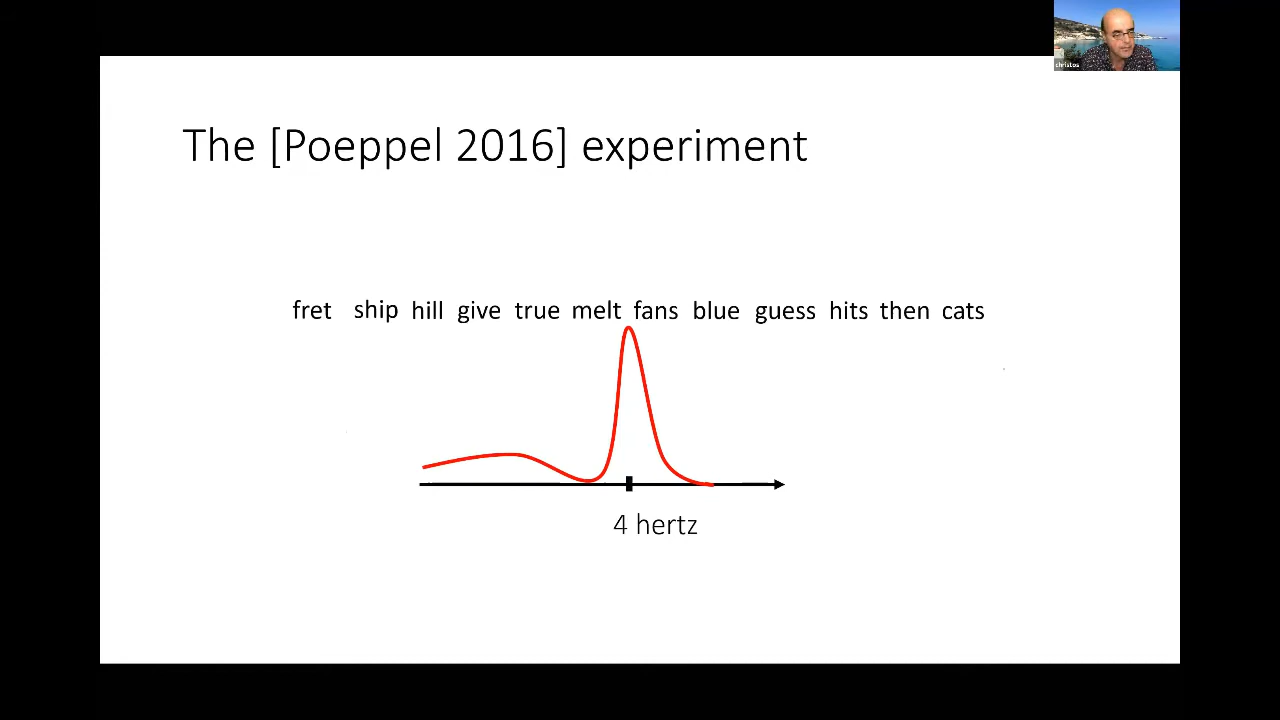 christos
The [Poeppel 2016] experiment
fret ship hill give true melt fans blue guess hits then cats
4 hertz